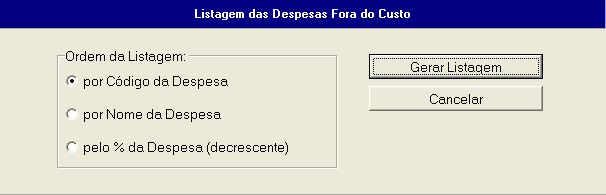 Listagem das Despesas Fora do Custo
Ordem da Listagem:
por Código da Despesa
por Nome da Despesa
pelo % da Despesa (decrescente)
Gerar Listagem
Cancelar